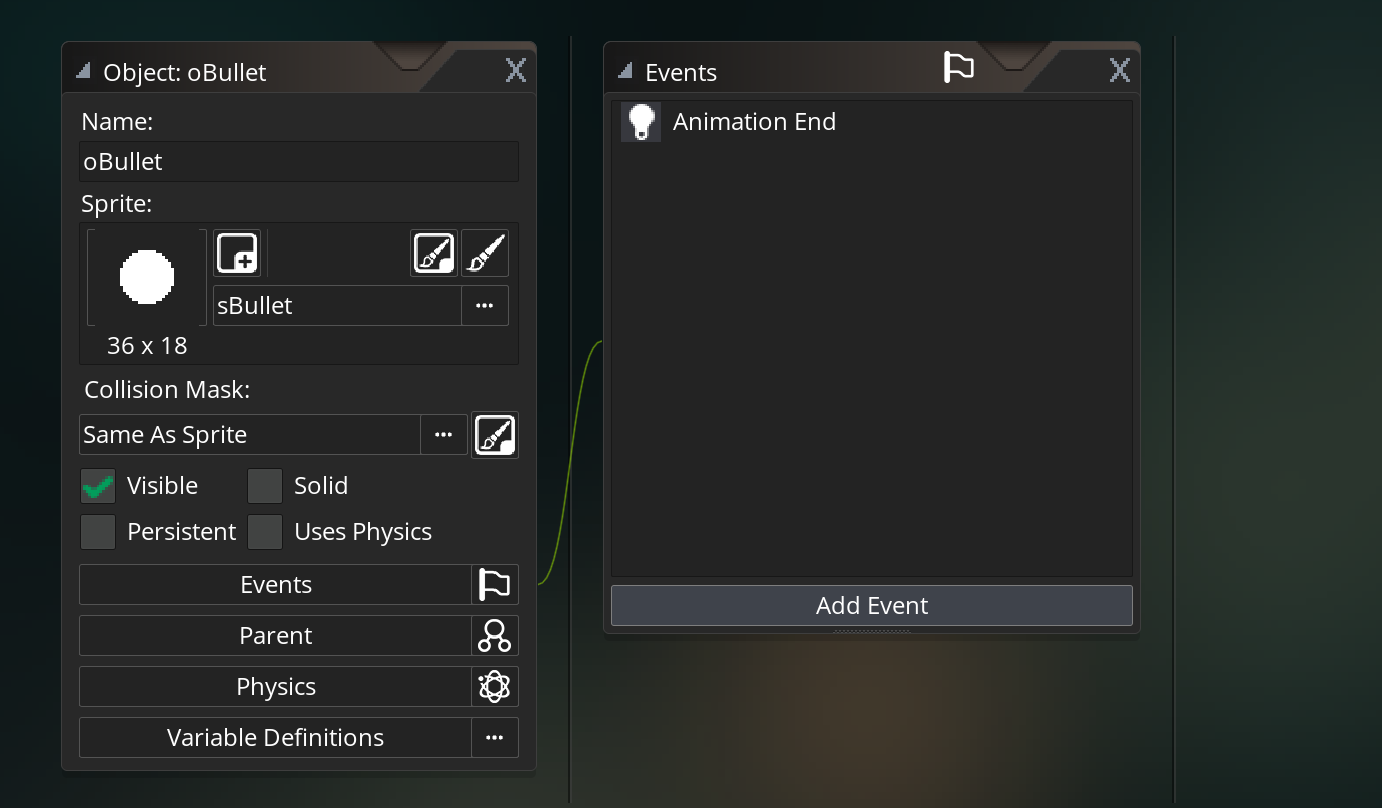 Object: oBullet
X
Name:
oBullet
Sprite:
sBullet
...
36 x 18
Collision Mask:
Same As Sprite
...
Visible
Solid
Persistent
Uses Physics
Events
Parent
Physics
Variable Definitions
...
Events
X
Animation End
Add Event